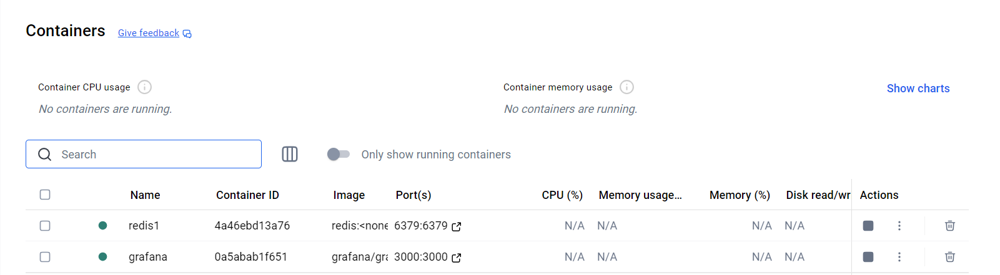 Containers Give feedback
Container CPU usage Container memory usage Show charts
No containers are running. No containers are running.
Search Only show running containers
Name Container ID Image Port(s) CPU (%) Memory usage... Memory (%) Disk read/wr Actions
redis1 4a46ebd13a76 redis:<none 6379:6379 N/A N/A N/A N/A
grafana 0a5abab1f651 grafana/gra 3000:3000 N/A N/A N/A N/A